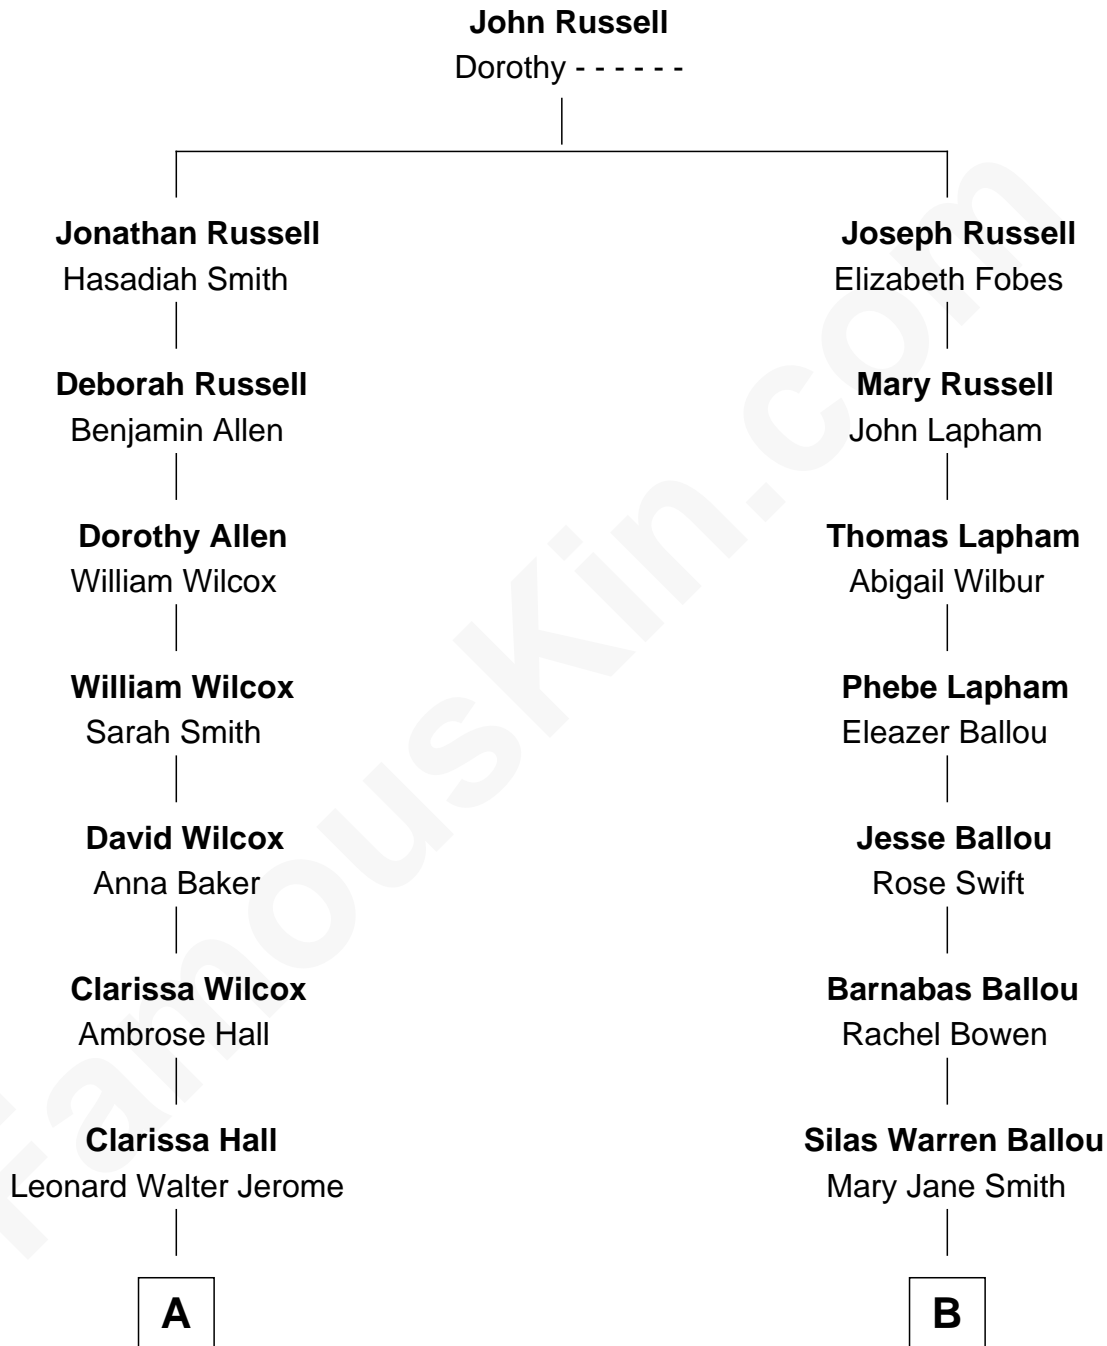 John Russell
Dorothy - - - - - -
Jonathan Russell
Hasadiah Smith
Joseph Russell
Elizabeth Fobes
Deborah Russell
Benjamin Allen
Mary Russell
John Lapham
Dorothy Allen
William Wilcox
Thomas Lapham
Abigail Wilbur
William Wilcox
Sarah Smith
Phebe Lapham
Eleazer Ballou
David Wilcox
Anna Baker
Jesse Ballou
Rose Swift
Clarissa Wilcox
Ambrose Hall
Barnabas Ballou
Rachel Bowen
Clarissa Hall
Leonard Walter Jerome
Silas Warren Ballou
Mary Jane Smith
A
B
FamousKin.com